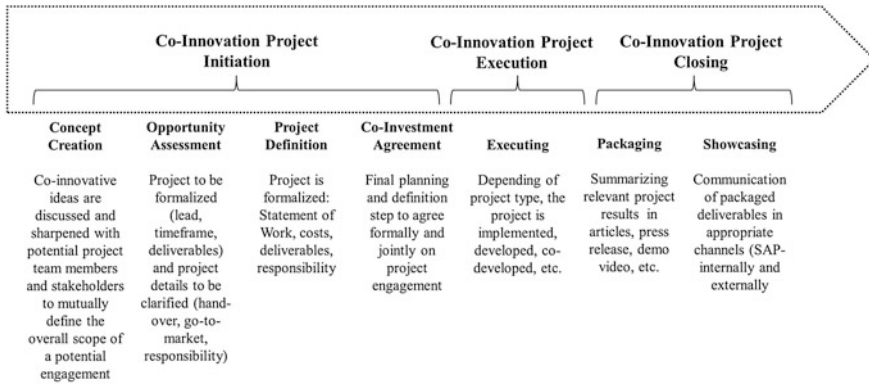 Co-Innovation Project
Initiation
Co-Innovation Project
Execution
Co-Innovation Project
Closing
Concept
Creation
Co-innovative
ideas are
discussed and
sharpened with
potential project
team members
and stakeholders
to mutually
define the
overall scope of
a potential
engagement
Opportunity
Assessment
Project to be
formalized
(lead,
timeframe,
deliverables)
and project
details to be
clarified (hand-
over, go-to-
market,
responsibility)
Project
Definition
Project is
formalized:
Statement of
Work, costs,
deliverables,
responsibility
Co-Investment
Agreement
Final planning
and definition
step to agree
formally and
jointly on
project
engagement
Executing
Depending of
project type, the
project is
implemented,
developed, co-
developed, etc.
Packaging
Summarizing
relevant project
results in
articles, press
release, demo
video, etc.
Showcasing
Communication
of packaged
deliverables in
appropriate
channels (SAP-
internally and
externally